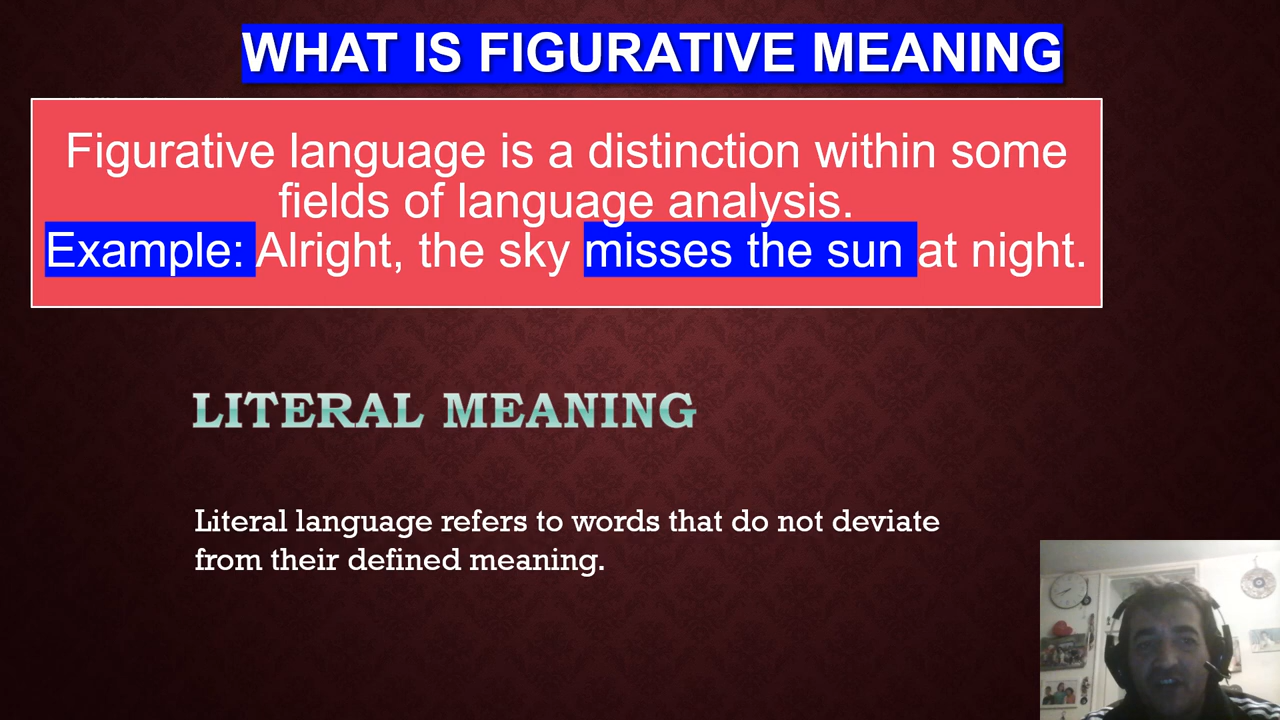 WHAT IS FIGURATIVE MEANING
Figurative language is a distinction within some
fields of language analysis.
Example: Alright, the sky misses the sun at night.
LITERAL MEANING
Literal language refers to words that do not deviate
from their defined meaning.